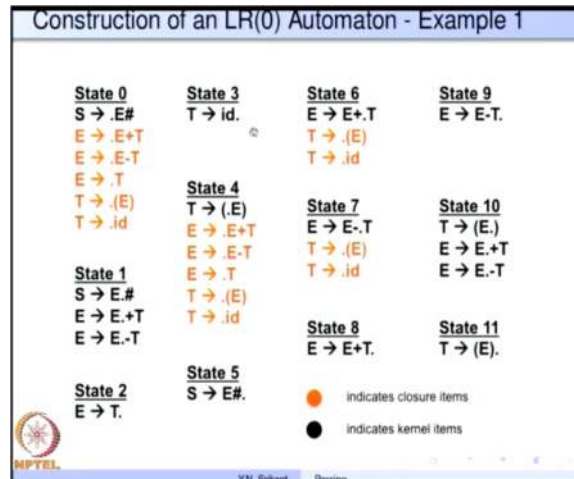 Construction of an LR(0) Automaton - Example 1
State 0
S → .E#
E → .E+T
E → .E-T
E → .T
T → .(E)
T → .id
State 1
S → E.#
E → E.+T
E → E.-T
State 2
E → T.
State 3
T → id.
State 4
T → (.E)
E → .E+T
E → .E-T
E → .T
T → .(E)
T → .id
State 5
S → E#.
State 6
E → E+.T
T → .(E)
T → .id
State 7
E → E-.T
T → .(E)
T → .id
State 8
E → E+T.
State 9
E → E-T.
State 10
T → (E.)
E → E.+T
E → E.-T
State 11
T → (E).
indicates closure items
indicates kernel items
NPTEL
Y.N. Srikant
Parsing